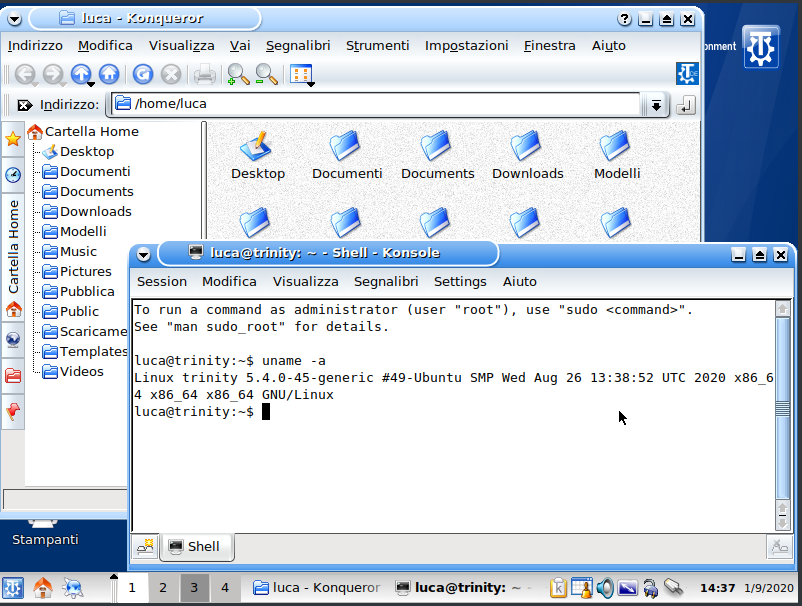 luca - Konqueror
Indirizzo Modifica Visualizza Vai Segnalibri Strumenti Impostazioni Finestra Aiuto
onment
Indirizzo: /home/luca
Cartella Home
Cartella Home
Desktop
Documenti
Documents
Downloads
Modelli
Music
Pictures
Pubblica
Public
Scaricame
Templates
Videos
Desktop Documenti Documents Downloads Modelli
luca@trinity: ~ - Shell - Konsole
Session Modifica Visualizza Segnalibri Settings Aiuto
To run a command as administrator (user "root"), use "sudo <command>".
See "man sudo_root" for details.
luca@trinity:~$ uname -a
Linux trinity 5.4.0-45-generic #49-Ubuntu SMP Wed Aug 26 13:38:52 UTC 2020 x86_6
4 x86_64 x86_64 GNU/Linux
luca@trinity:~$
Shell
Stampanti
1 2 3 4 luca - Konqueror luca@trinity: ~ - 14:37 1/9/2020